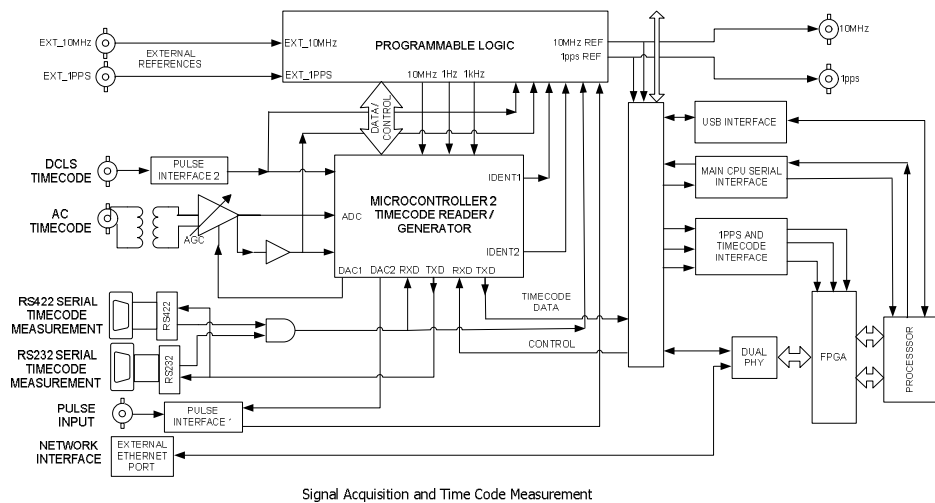 EXT_10MHz
EXTERNAL
REFERENCES
EXT_1PPS
EXT_10MHz
PROGRAMMABLE LOGIC
10MHz REF
1pps REF
EXT_1PPS
10MHz 1Hz 1kHz
10MHz
1pps
DATA/
CONTROL
DCLS
TIMECODE
PULSE
INTERFACE 2
AC
TIMECODE
AGC
IDENT1
MICROCONTROLLER 2
TIMECODE READER /
GENERATOR
ADC
IDENT2
DAC1 DAC2 RXD TXD RXD TXD
USB INTERFACE
MAIN CPU SERIAL
INTERFACE
1PPS AND
TIMECODE
INTERFACE
RS422 SERIAL
TIMECODE
MEASUREMENT
RS422
TIMECODE
DATA
CONTROL
RS232 SERIAL
TIMECODE
MEASUREMENT
RS232
DUAL
PHY
FPGA
PROCESSSOR
PULSE
INPUT
PULSE
INTERFACE 1
NETWORK
INTERFACE
EXTERNAL
ETHERNET
PORT
Signal Acquisition and Time Code Measurement